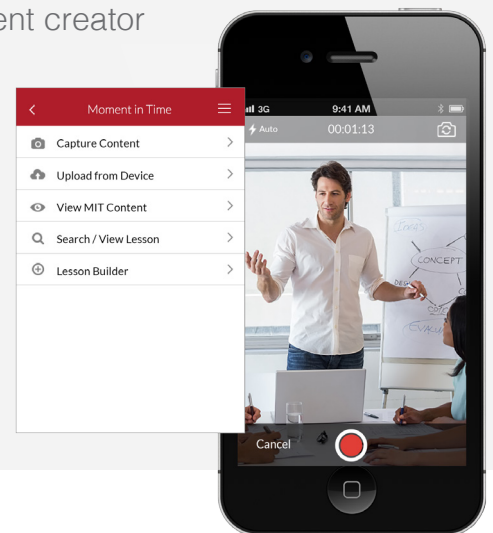 ent creator
Moment in Time
Capture Content
Upload from Device
View MIT Content
Search / View Lesson
Lesson Builder
3G
9:41 AM
Auto
00:01:13
CONCEPT
Cancel